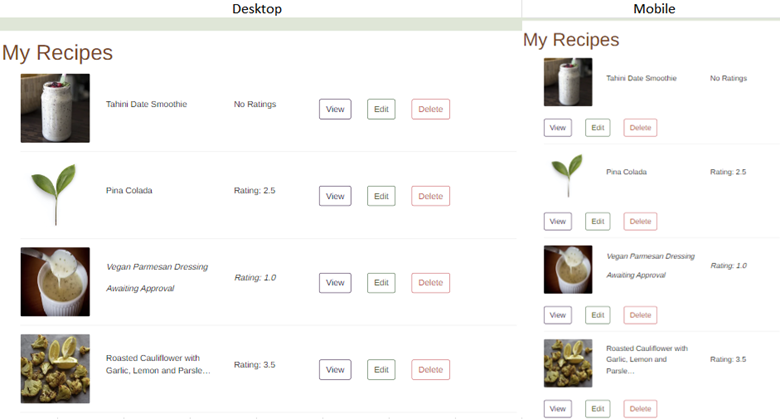 Desktop
My Recipes
Tahini Date Smoothie No Ratings View Edit Delete
Pina Colada Rating: 2.5 View Edit Delete
Vegan Parmesan Dressing
Awaiting Approval Rating: 1.0 View Edit Delete
Roasted Cauliflower with
Garlic, Lemon and Parsle... Rating: 3.5 View Edit Delete
Mobile
My Recipes
Tahini Date Smoothie No Ratings
View Edit Delete
Pina Colada Rating: 2.5
View Edit Delete
Vegan Parmesan Dressing
Awaiting Approval Rating: 1.0
View Edit Delete
Roasted Cauliflower with
Garlic, Lemon and
Parsle... Rating: 3.5
View Edit Delete